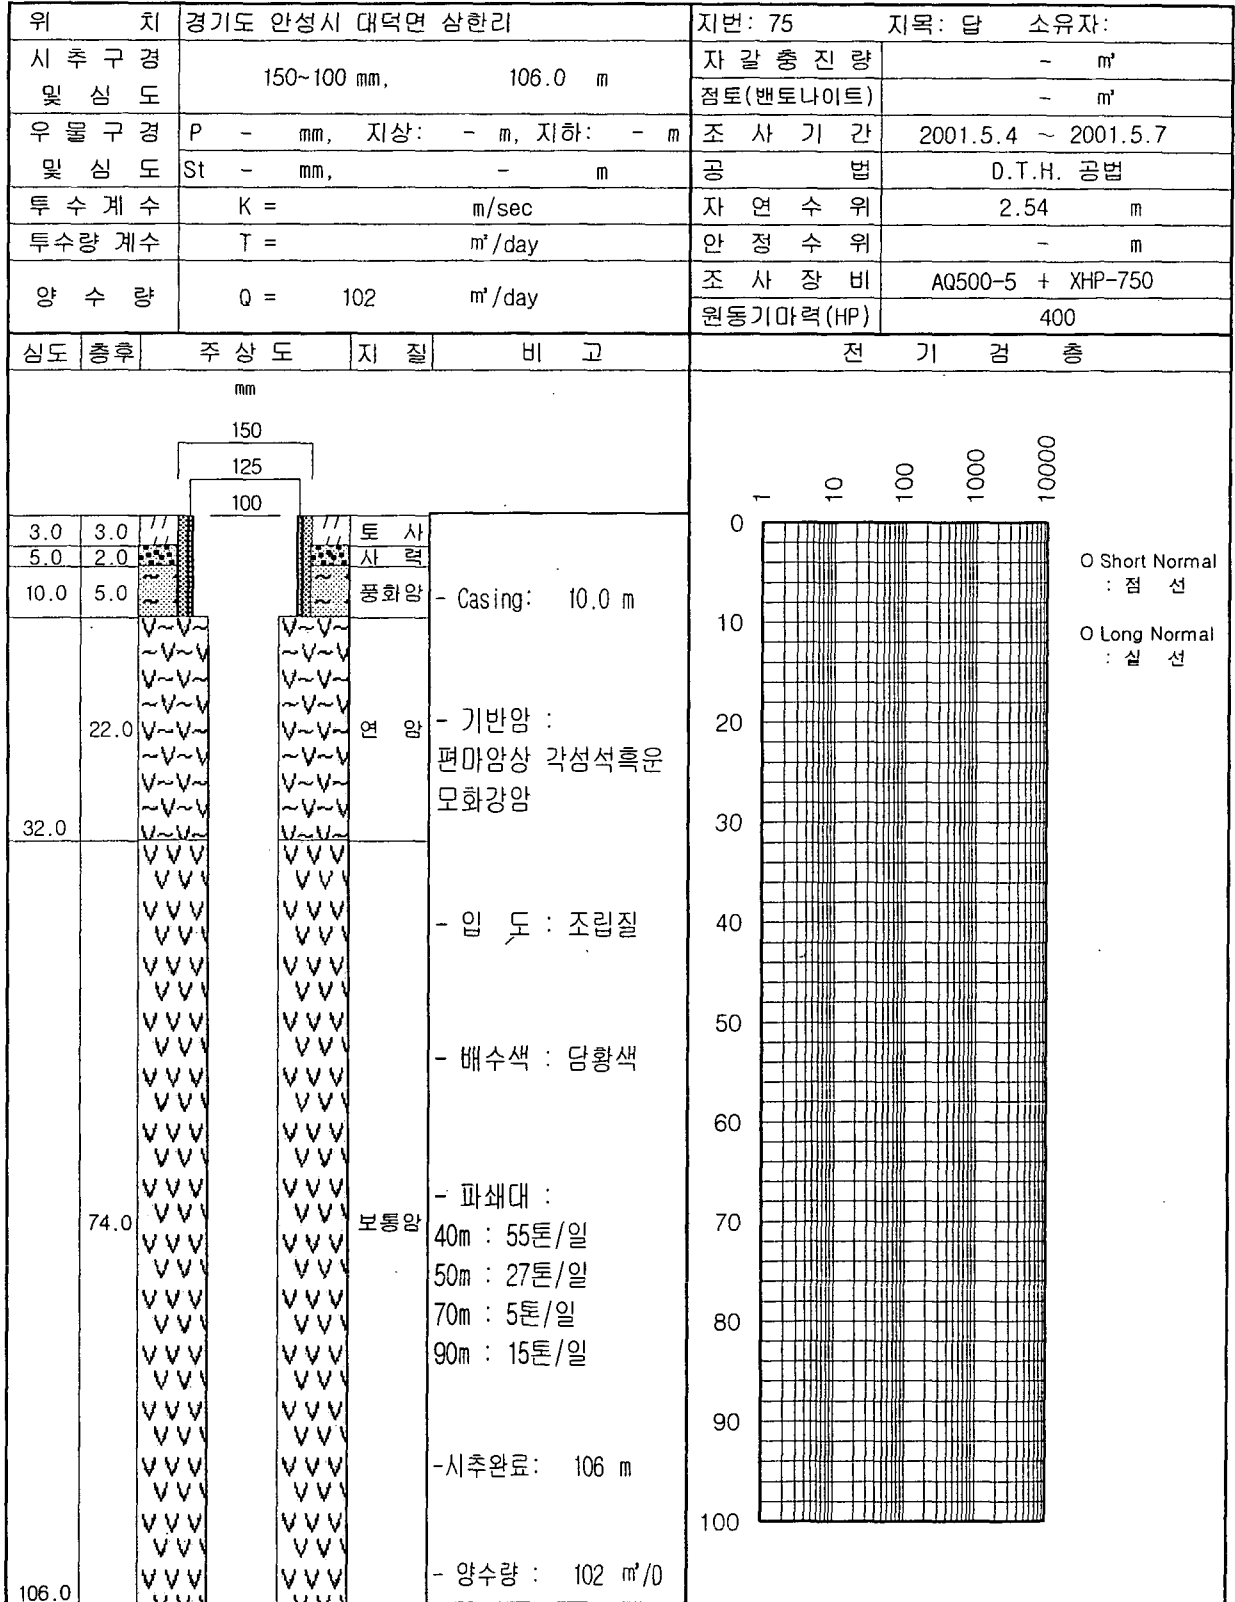 위 치 경기도 안성시 대덕면 삼한리 지번: 75 지목: 답 소유자:
시 추 구 경 및 심 도 150~100 mm, 106.0 m 자 갈 충 진 량 - ㎥
점토(밴토나이트) - ㎥
우 물 구 경 및 심 도 P - mm, 지상: - m, 지하: - m 조 사 기 간 2001.5.4 ~ 2001.5.7
St - mm, - m 공 법 D.T.H. 공법
투 수 계 수 K = m/sec 자 연 수 위 2.54 m
투수량 계수 T = ㎡/day 안 정 수 위 - m
양 수 량 Q = 102 ㎥/day 조 사 장 비 AQ500-5 + XHP-750
원동기마력(HP) 400
심도 층후 주 상 도 지 질 비 고 전 기 검 층
mm
150
125
100
3.0 3.0 토 사
5.0 2.0 사 력
10.0 5.0 풍화암 - Casing: 10.0 m
22.0 연 암 - 기반암 :
편마암상 각섬석흑운
모화강암
32.0
- 입 도 : 조립질
- 배수색 : 담황색
74.0 보통암 - 파쇄대 :
40m : 55톤/일
50m : 27톤/일
70m : 5톤/일
90m : 15톤/일
-시추완료: 106 m
- 양수량 : 102 ㎥/D
106.0
1 10 100 1000 10000
0
10
20
30
40
50
60
70
80
90
100
O Short Normal
: 점 선
O Long Normal
: 실 선